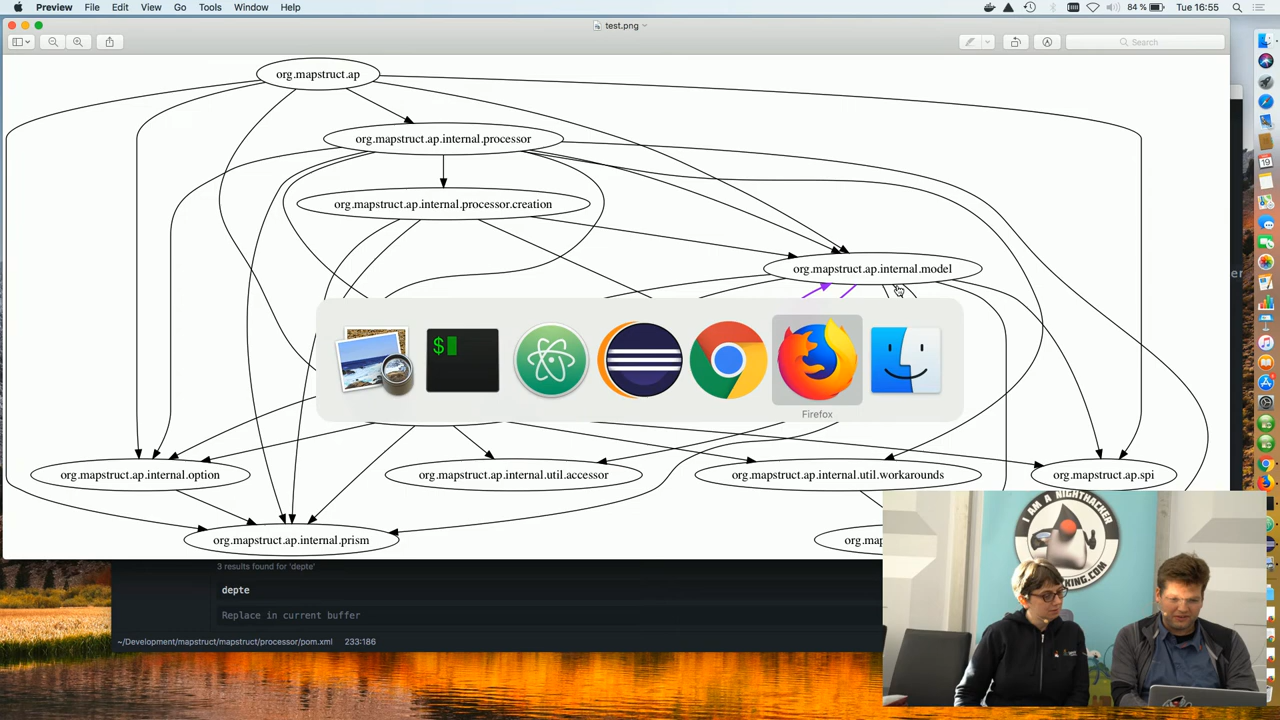 Preview File Edit View Go Tools Window Help 84 % Tue 16:55
test.png
Search
org.mapstruct.ap
org.mapstruct.ap.internal.processor
org.mapstruct.ap.internal.processor.creation
org.mapstruct.ap.internal.model
$
Firefox
org.mapstruct.ap.internal.option
org.mapstruct.ap.internal.util.accessor
org.mapstruct.ap.internal.util.workarounds
org.mapstruct.ap.spi
org.mapstruct.ap.internal.prism
org.map
3 results found for 'depte'
depte
Replace in current buffer
~/Development/mapstruct/mapstruct/processor/pom.xml 233:186
I AM A NIGHTHACKER